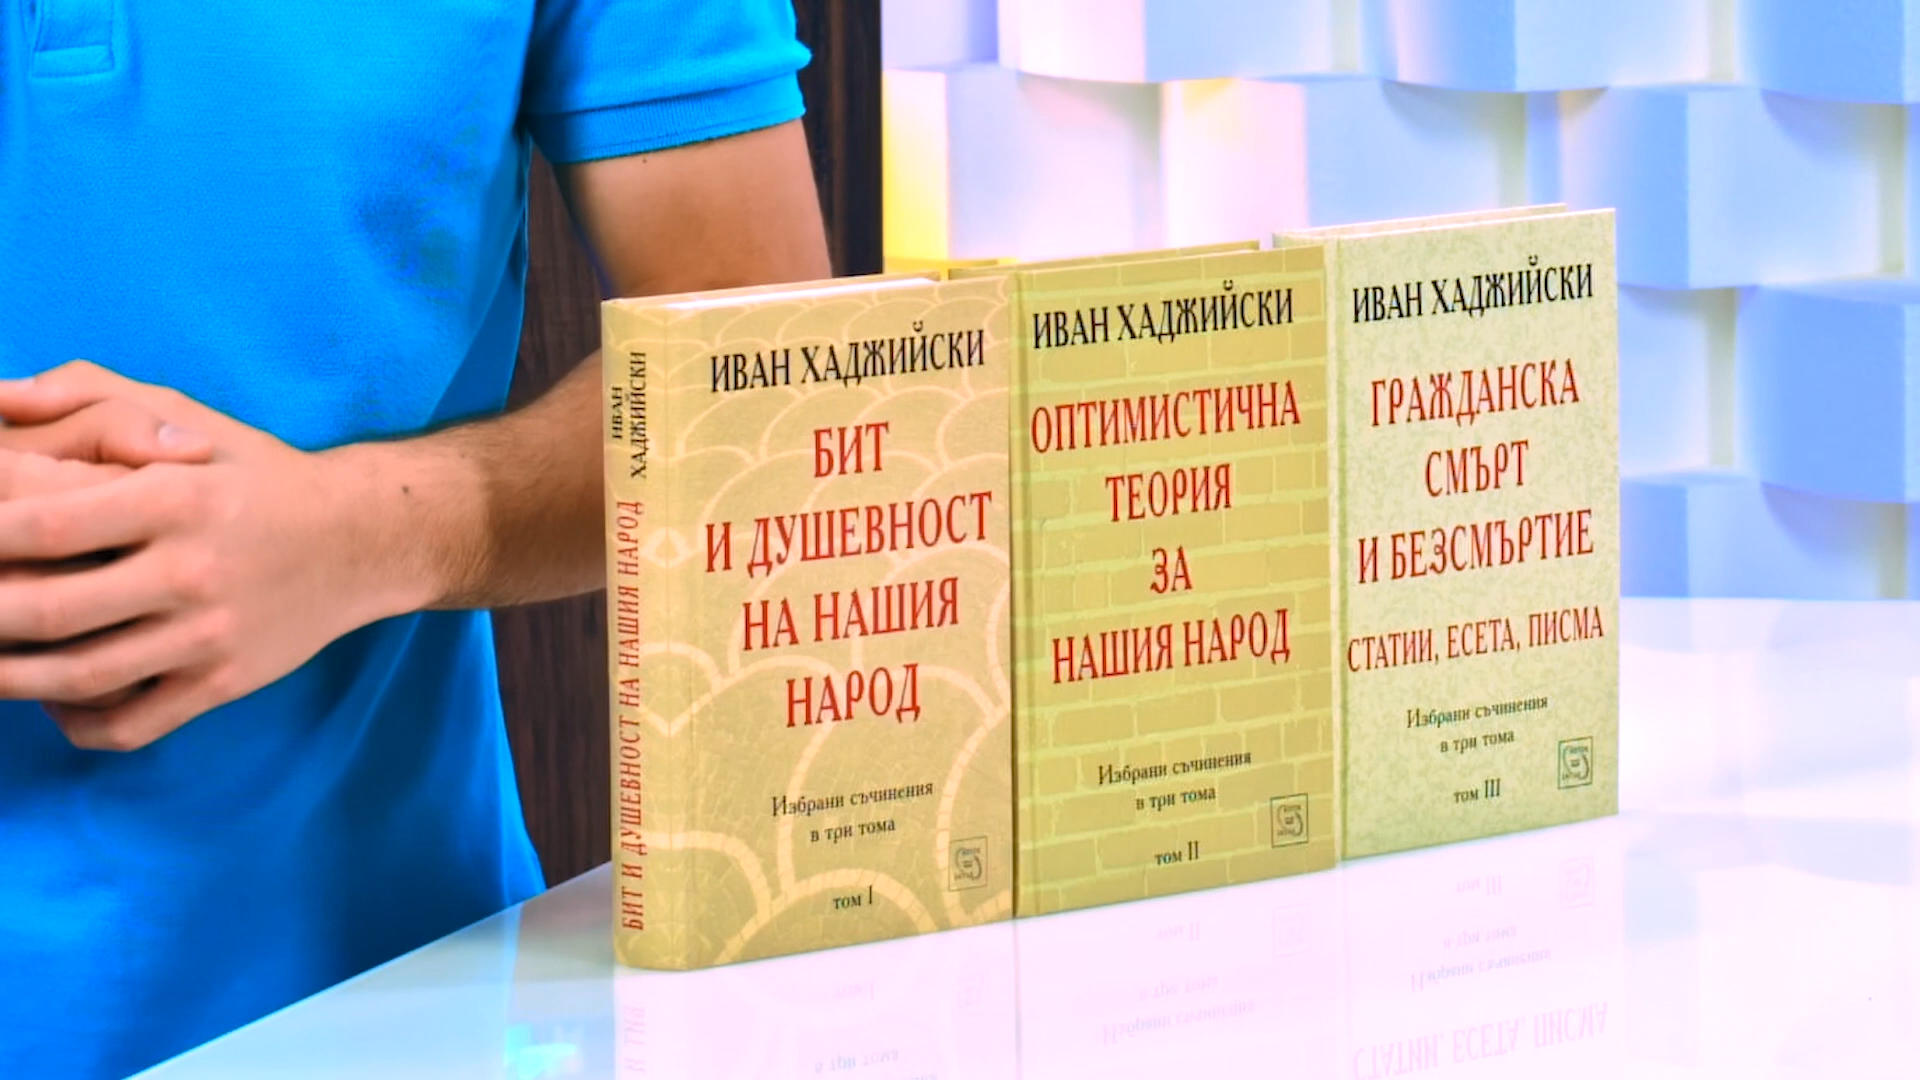 ИВАН
ХАДЖИЙСКИ
БИТ И ДУШЕВНОСТ НА НАШИЯ НАРОД
ИВАН ХАДЖИЙСКИ
БИТ
И ДУШЕВНОСТ
НА НАШИЯ
НАРОД
Избрани съчинения
в три тома
том I
ИВАН ХАДЖИЙСКИ
ОПТИМИСТИЧНА
ТЕОРИЯ
ЗА
НАШИЯ НАРОД
Избрани съчинения
в три тома
том II
ИВАН ХАДЖИЙСКИ
ГРАЖДАНСКА
СМЪРТ
И БЕЗСМЪРТИЕ
СТАТИИ, ЕСЕТА, ПИСМА
Избрани съчинения
в три тома
том III